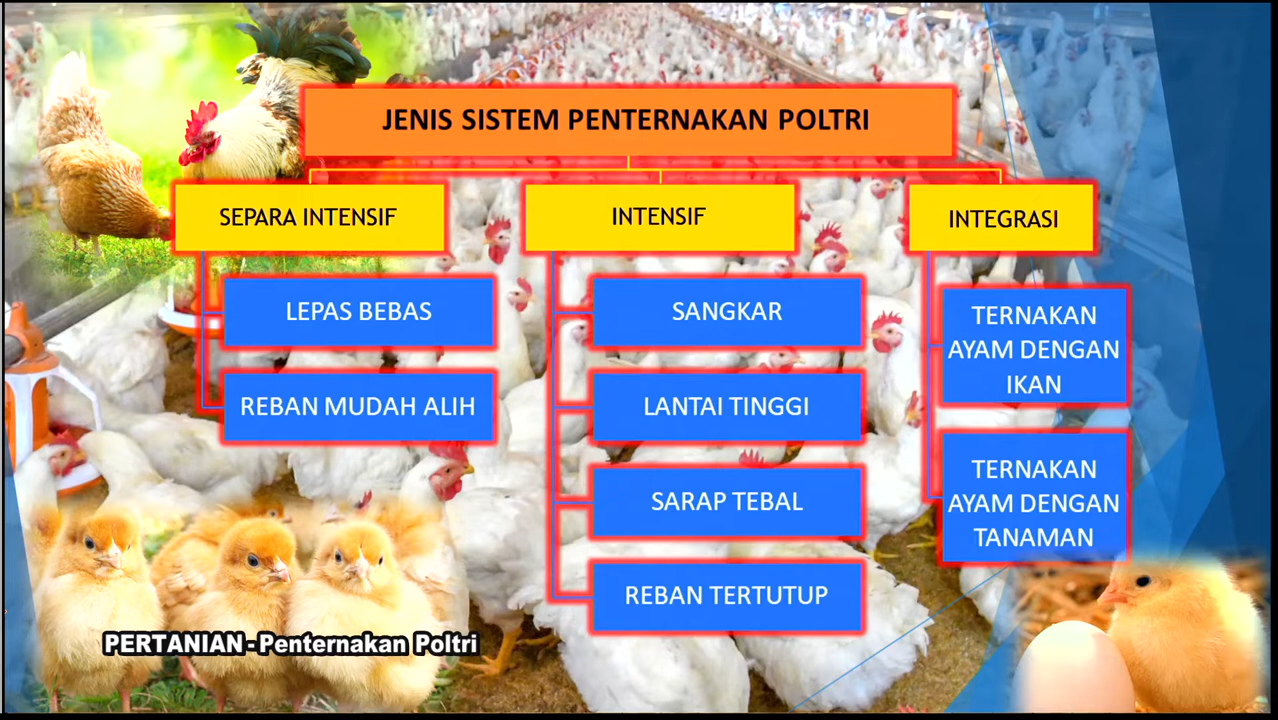 JENIS SISTEM PENTERNAKAN POLTRI
SEPARA INTENSIF
LEPAS BEBAS
REBAN MUDAH ALIH
INTENSIF
SANGKAR
LANTAI TINGGI
SARAP TEBAL
REBAN TERTUTUP
INTEGRASI
TERNAKAN
AYAM DENGAN
IKAN
TERNAKAN
AYAM DENGAN
TANAMAN
PERTANIAN - Penternakan Poltri